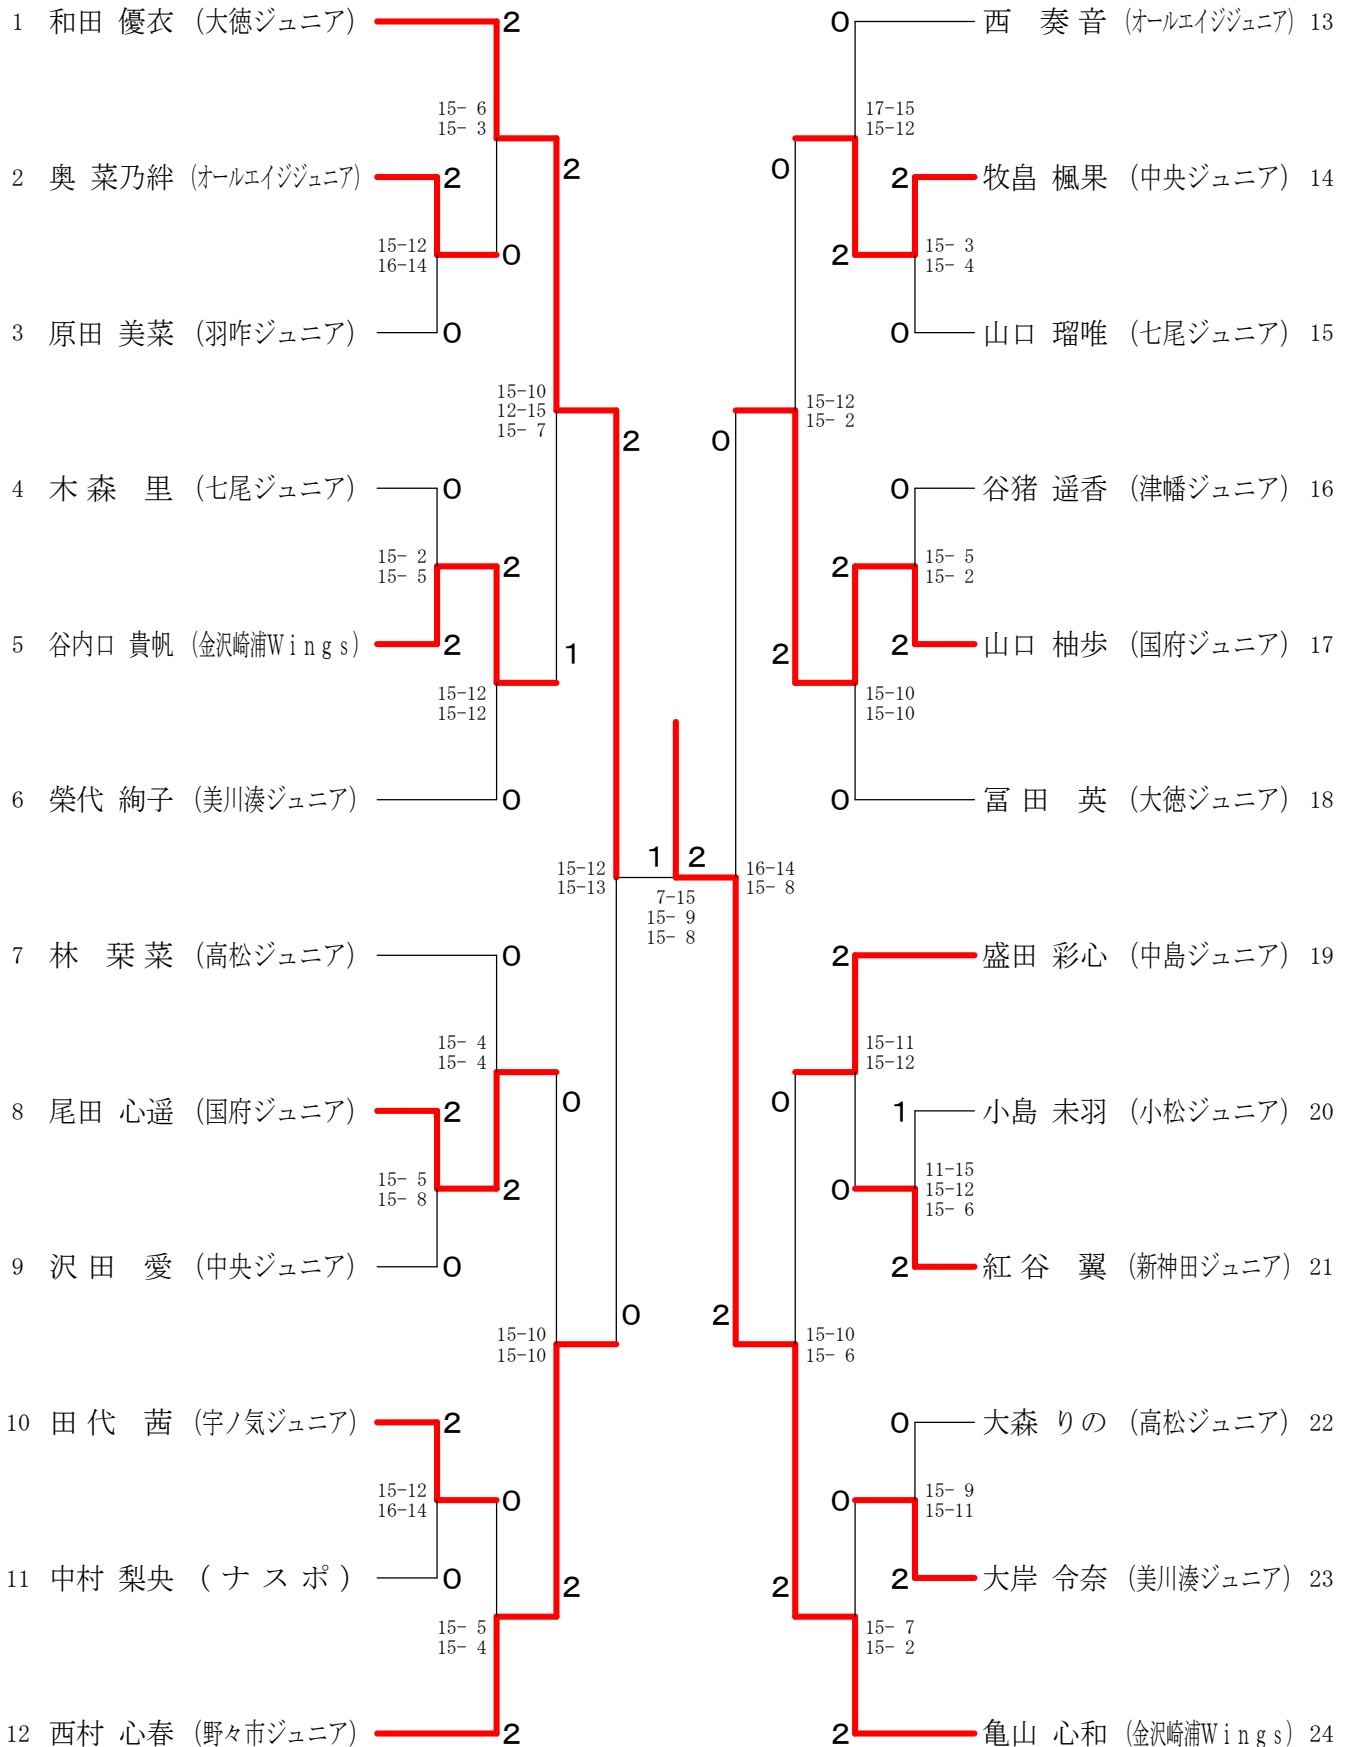 1 和田 優衣 (大徳ジュニア) 2
0 西 奏音 (オールエイジジュニア) 13
15- 6
15- 3
17-15
15-12
2 奥 菜乃絆 (オールエイジジュニア) 2
2
0
2 牧畠 楓果 (中央ジュニア) 14
15-12
16-14
0
2
15- 3
15- 4
3 原田 美菜 (羽咋ジュニア) 0
0 山口 瑠唯 (七尾ジュニア) 15
15-10
12-15
15- 7
2
0
15-12
15- 2
4 木森 里 (七尾ジュニア) 0
0 谷猪 遥香 (津幡ジュニア) 16
15- 2
15- 5
2
2
15- 5
15- 2
5 谷内口 貴帆 (金沢崎浦Wings) 2
1
2
2 山口 柚歩 (国府ジュニア) 17
15-12
15-12
15-10
15-10
6 榮代 絢子 (美川湊ジュニア) 0
0 冨田 英 (大徳ジュニア) 18
15-12
15-13
1 2
7-15
15- 9
15- 8
16-14
15- 8
7 林 栞菜 (高松ジュニア) 0
2 盛田 彩心 (中島ジュニア) 19
15- 4
15- 4
15-11
15-12
8 尾田 心遥 (国府ジュニア) 2
0
0
1 小島 未羽 (小松ジュニア) 20
15- 5
15- 8
2
0
11-15
15-12
15- 6
9 沢田 愛 (中央ジュニア) 0
2 紅谷 翼 (新神田ジュニア) 21
15-10
15-10
0
2
15-10
15- 6
10 田代 茜 (宇ノ気ジュニア) 2
0 大森 りの (高松ジュニア) 22
15-12
16-14
0
0
15- 9
15-11
11 中村 梨央 (ナスポ) 0
2
2
2 大岸 令奈 (美川湊ジュニア) 23
15- 5
15- 4
15- 7
15- 2
12 西村 心春 (野々市ジュニア) 2
2 亀山 心和 (金沢崎浦Wings) 24